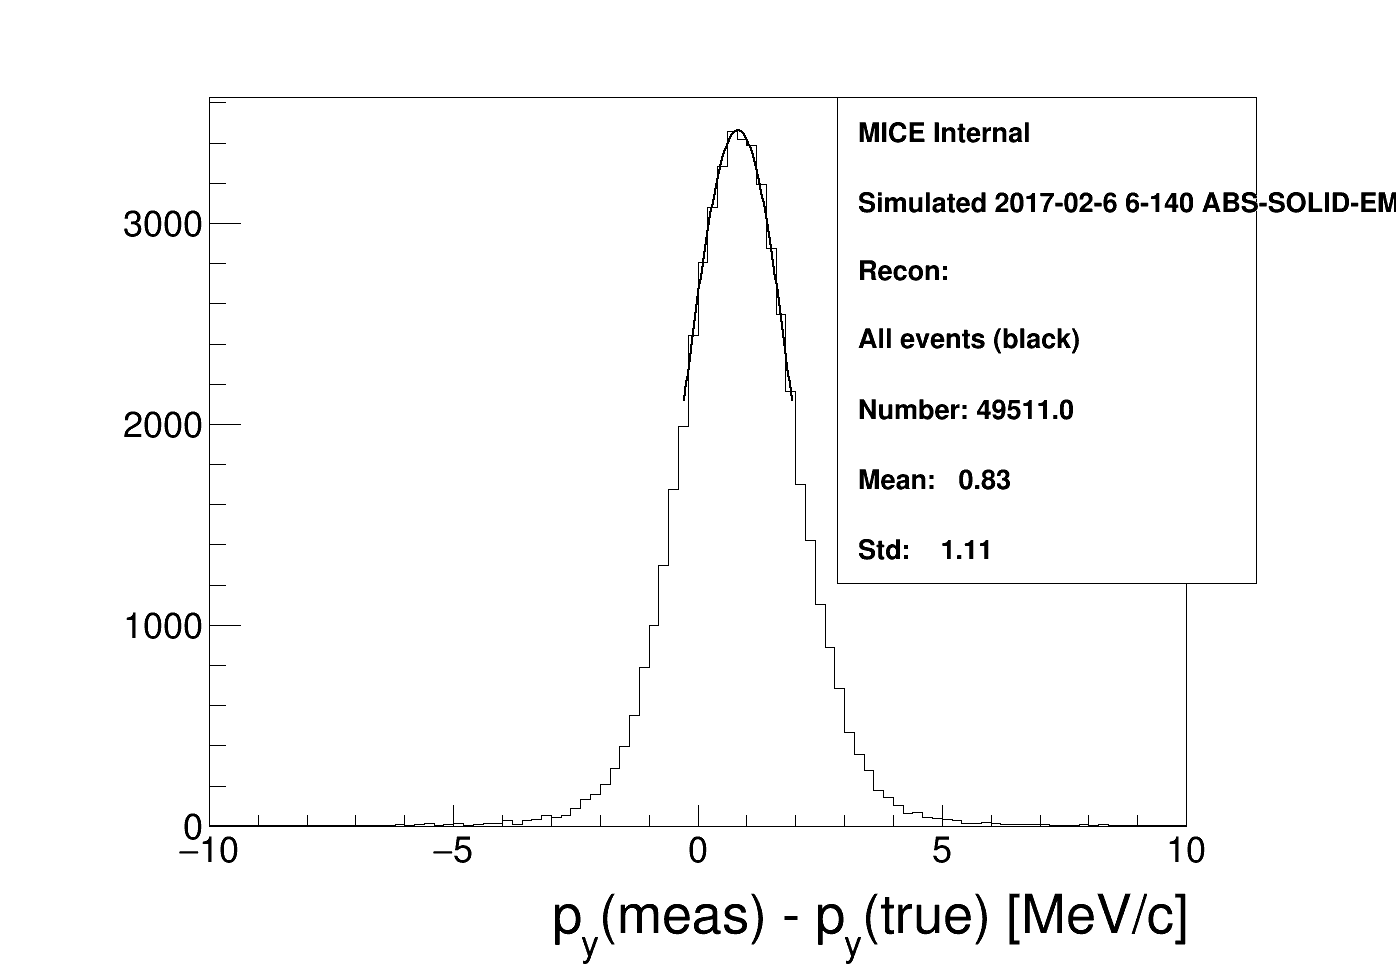 MICE Internal
Simulated 2017-02-6 6-140 ABS-SOLID-EM
Recon:
All events (black)
Number: 49511.0
Mean: 0.83
Std: 1.11
3000
2000
1000
0
−10 −5 0 5 10
py(meas) - py(true) [MeV/c]